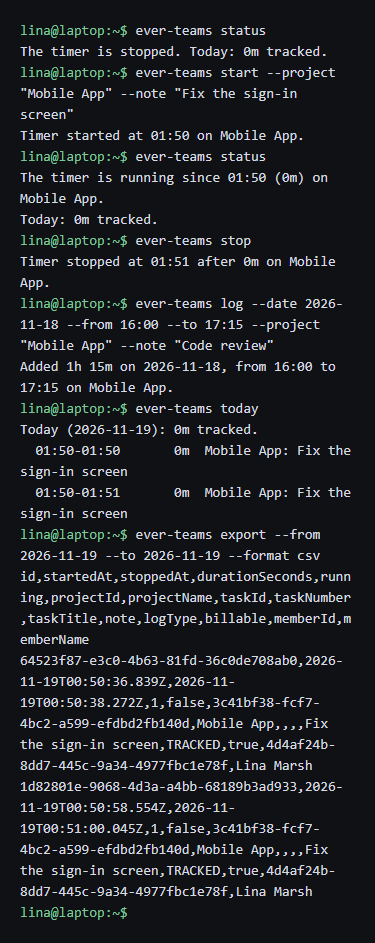 lina@laptop:~$ ever-teams status
The timer is stopped. Today: 0m tracked.
lina@laptop:~$ ever-teams start --project
"Mobile App" --note "Fix the sign-in
screen"
Timer started at 01:50 on Mobile App.
lina@laptop:~$ ever-teams status
The timer is running since 01:50 (0m) on
Mobile App.
Today: 0m tracked.
lina@laptop:~$ ever-teams stop
Timer stopped at 01:51 after 0m on Mobile
App.
lina@laptop:~$ ever-teams log --date 2026-
11-18 --from 16:00 --to 17:15 --project
"Mobile App" --note "Code review"
Added 1h 15m on 2026-11-18, from 16:00 to
17:15 on Mobile App.
lina@laptop:~$ ever-teams today
Today (2026-11-19): 0m tracked.
  01:50-01:50       0m  Mobile App: Fix the
sign-in screen
  01:50-01:51       0m  Mobile App: Fix the
sign-in screen
lina@laptop:~$ ever-teams export --from
2026-11-19 --to 2026-11-19 --format csv
id,startedAt,stoppedAt,durationSeconds,runn
ing,projectId,projectName,taskId,taskNumber
,taskTitle,note,logType,billable,memberId,m
emberName
64523f87-e3c0-4b63-81fd-36c0de708ab0,2026-
11-19T00:50:36.839Z,2026-11-
19T00:50:38.272Z,1,false,3c41bf38-fcf7-
4bc2-a599-efdbd2fb140d,Mobile App,,,,Fix
the sign-in screen,TRACKED,true,4d4af24b-
8dd7-445c-9a34-4977fbc1e78f,Lina Marsh
1d82801e-9068-4d3a-a4bb-68189b3ad933,2026-
11-19T00:50:58.554Z,2026-11-
19T00:51:00.045Z,1,false,3c41bf38-fcf7-
4bc2-a599-efdbd2fb140d,Mobile App,,,,Fix
the sign-in screen,TRACKED,true,4d4af24b-
8dd7-445c-9a34-4977fbc1e78f,Lina Marsh
lina@laptop:~$